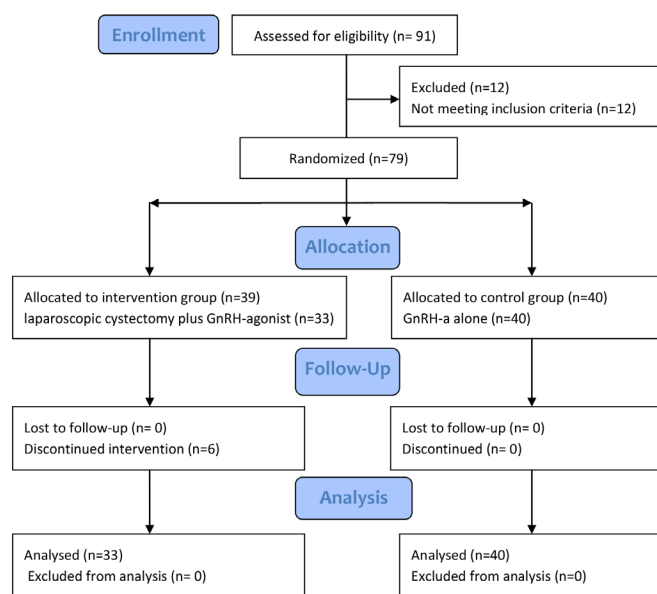 Enrollment
Assessed for eligibility (n= 91)
Excluded (n=12)
Not meeting inclusion criteria (n=12)
Randomized (n=79)
Allocation
Allocated to intervention group (n=39)
laparoscopic cystectomy plus GnRH-agonist (n=33)
Allocated to control group (n=40)
GnRH-a alone (n=40)
Follow-Up
Lost to follow-up (n= 0)
Discontinued intervention (n=6)
Lost to follow-up (n= 0)
Discontinued (n= 0)
Analysis
Analysed (n=33)
Excluded from analysis (n= 0)
Analysed (n=40)
Excluded from analysis (n=0)